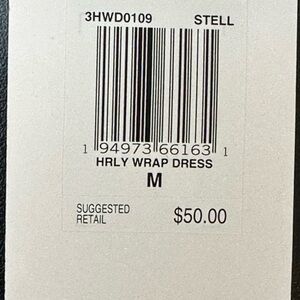 3HWD0109 STELL
1 94973 66163 1
HRLY WRAP DRESS
M
SUGGESTED
RETAIL $50.00